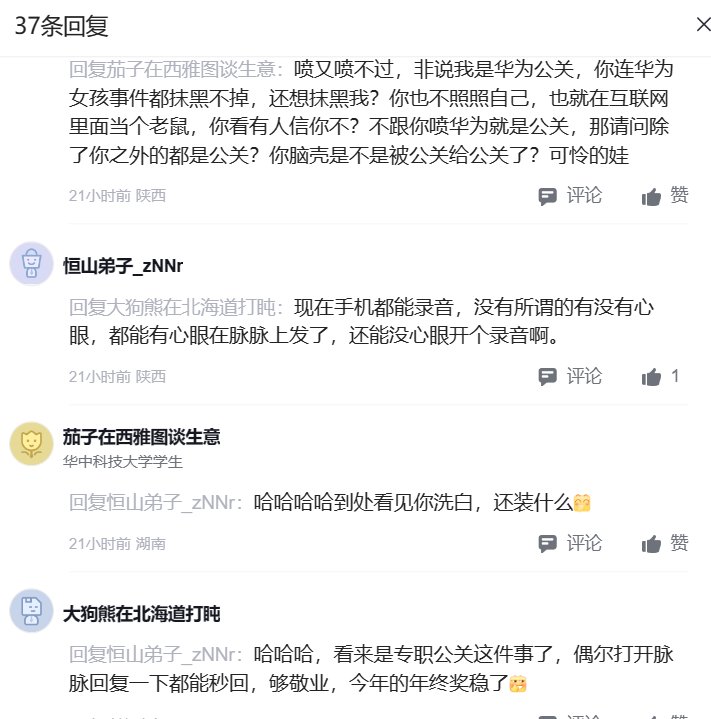 37条回复
回复茄子在西雅图谈生意：喷又喷不过，非说我是华为公关，你连华为
女孩事件都抹黑不掉，还想抹黑我？你也不照照自己，也就在互联网
里面当个老鼠，你看有人信你不？不跟你喷华为就是公关，那请问除
了你之外的都是公关？你脑壳是不是被公关给公关了？可怜的娃
21小时前 陕西 评论 赞
恒山弟子_zNNr
回复大狗熊在北海道打盹：现在手机都能录音，没有所谓的有没有心
眼，都能有心眼在脉脉上发了，还能没心眼开个录音啊。
21小时前 陕西 评论 1
茄子在西雅图谈生意
华中科技大学学生
回复恒山弟子_zNNr：哈哈哈哈到处看见你洗白，还装什么
21小时前 湖南 评论 赞
大狗熊在北海道打盹
回复恒山弟子_zNNr：哈哈哈，看来是专职公关这件事了，偶尔打开脉
脉回复一下都能秒回，够敬业，今年的年终奖稳了